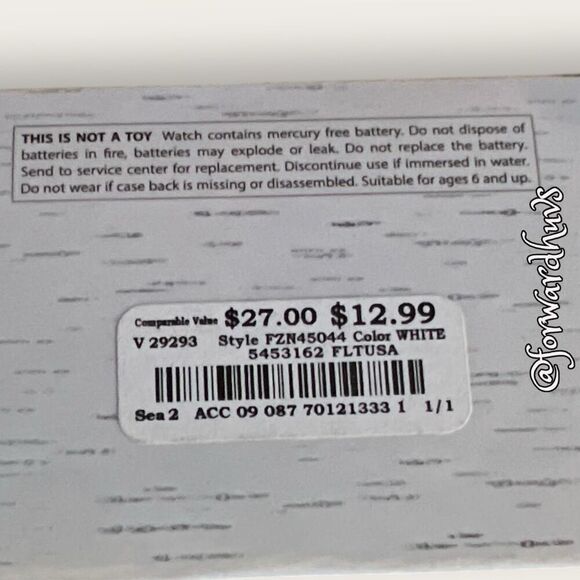 THIS IS NOT A TOY Watch contains mercury free battery. Do not dispose of
batteries in fire, batteries may explode or leak. Do not replace the battery.
Send to service center for replacement. Discontinue use if immersed in water.
Do not wear if case back is missing or disassembled. Suitable for ages 6 and up.
@forwardhuvs
Comparable Value $27.00 $12.99
V 29293 Style FZN45044 Color WHITE
5453162 FLTUSA
Sea 2 ACC 09 087 70121333 1 1/1